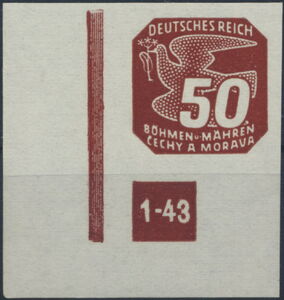 DEUTSCHES REICH
50
BÖHMEN u. MÄHREN
ČECHY A MORAVA
1-43